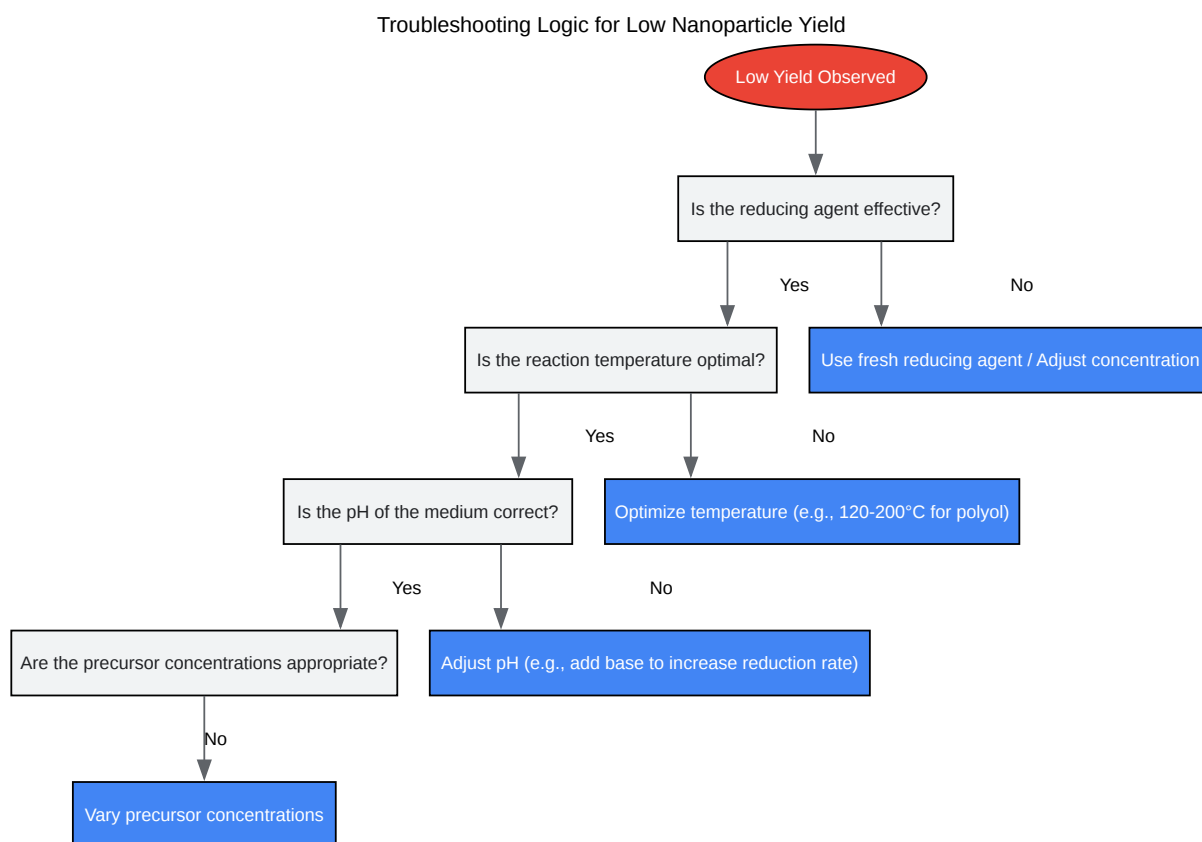 Troubleshooting Logic for Low Nanoparticle Yield
Low Yield Observed
Is the reducing agent effective?
Yes
No
Is the reaction temperature optimal?
Use fresh reducing agent / Adjust concentration
Yes
No
Is the pH of the medium correct?
Optimize temperature (e.g., 120-200°C for polyol)
Yes
No
Are the precursor concentrations appropriate?
Adjust pH (e.g., add base to increase reduction rate)
No
Vary precursor concentrations